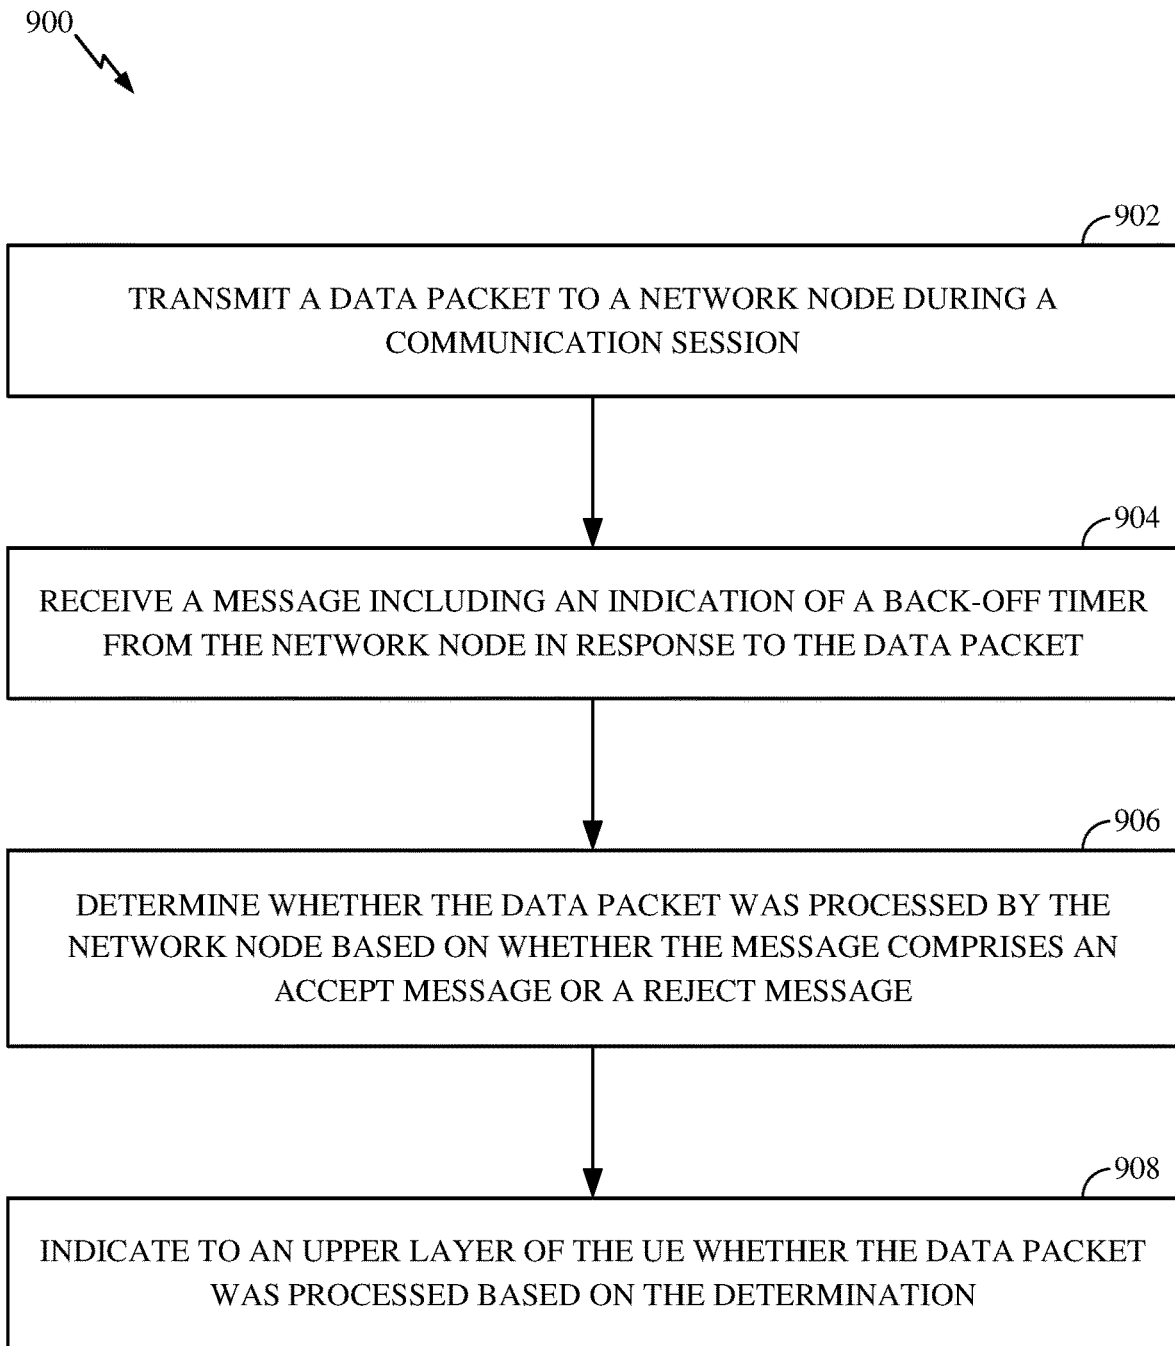 900
902
TRANSMIT A DATA PACKET TO A NETWORK NODE DURING A
COMMUNICATION SESSION
904
RECEIVE A MESSAGE INCLUDING AN INDICATION OF A BACK-OFF TIMER
FROM THE NETWORK NODE IN RESPONSE TO THE DATA PACKET
906
DETERMINE WHETHER THE DATA PACKET WAS PROCESSED BY THE
NETWORK NODE BASED ON WHETHER THE MESSAGE COMPRISES AN
ACCEPT MESSAGE OR A REJECT MESSAGE
908
INDICATE TO AN UPPER LAYER OF THE UE WHETHER THE DATA PACKET
WAS PROCESSED BASED ON THE DETERMINATION